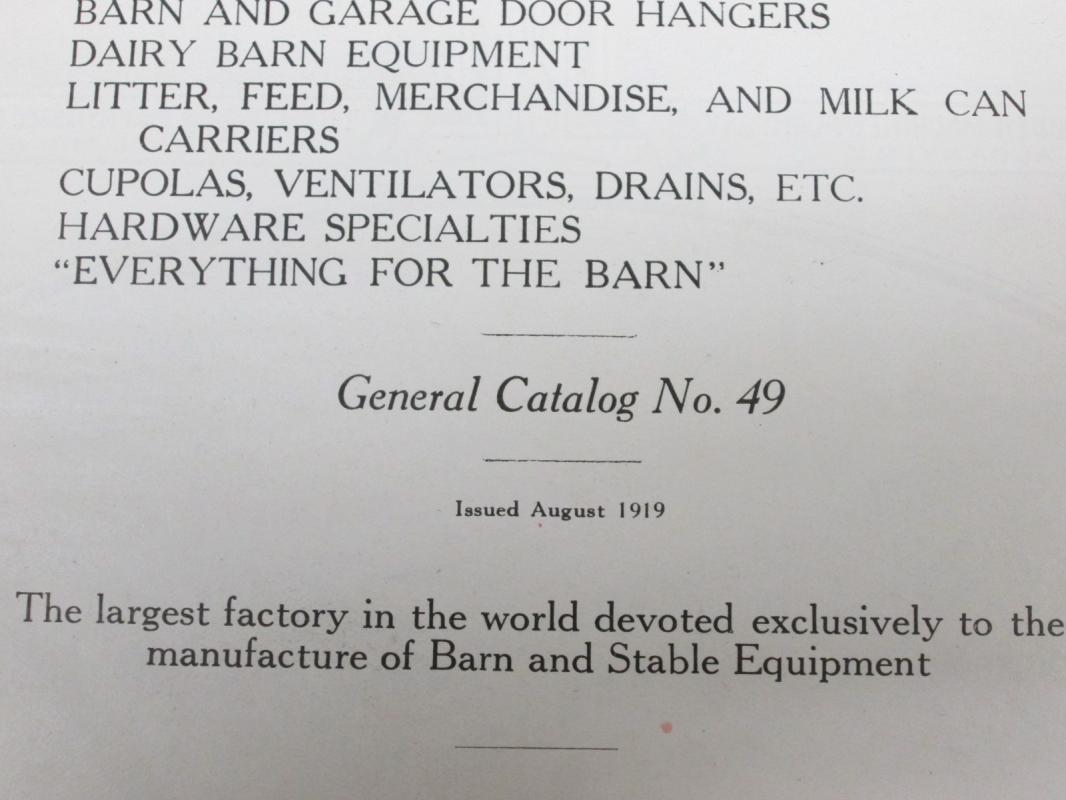 BARN AND GARAGE DOOR HANGERS
DAIRY BARN EQUIPMENT
LITTER, FEED, MERCHANDISE, AND MILK CAN
CARRIERS
CUPOLAS, VENTILATORS, DRAINS, ETC.
HARDWARE SPECIALTIES
“EVERYTHING FOR THE BARN”
General Catalog No. 49
Issued August 1919
The largest factory in the world devoted exclusively to the
manufacture of Barn and Stable Equipment